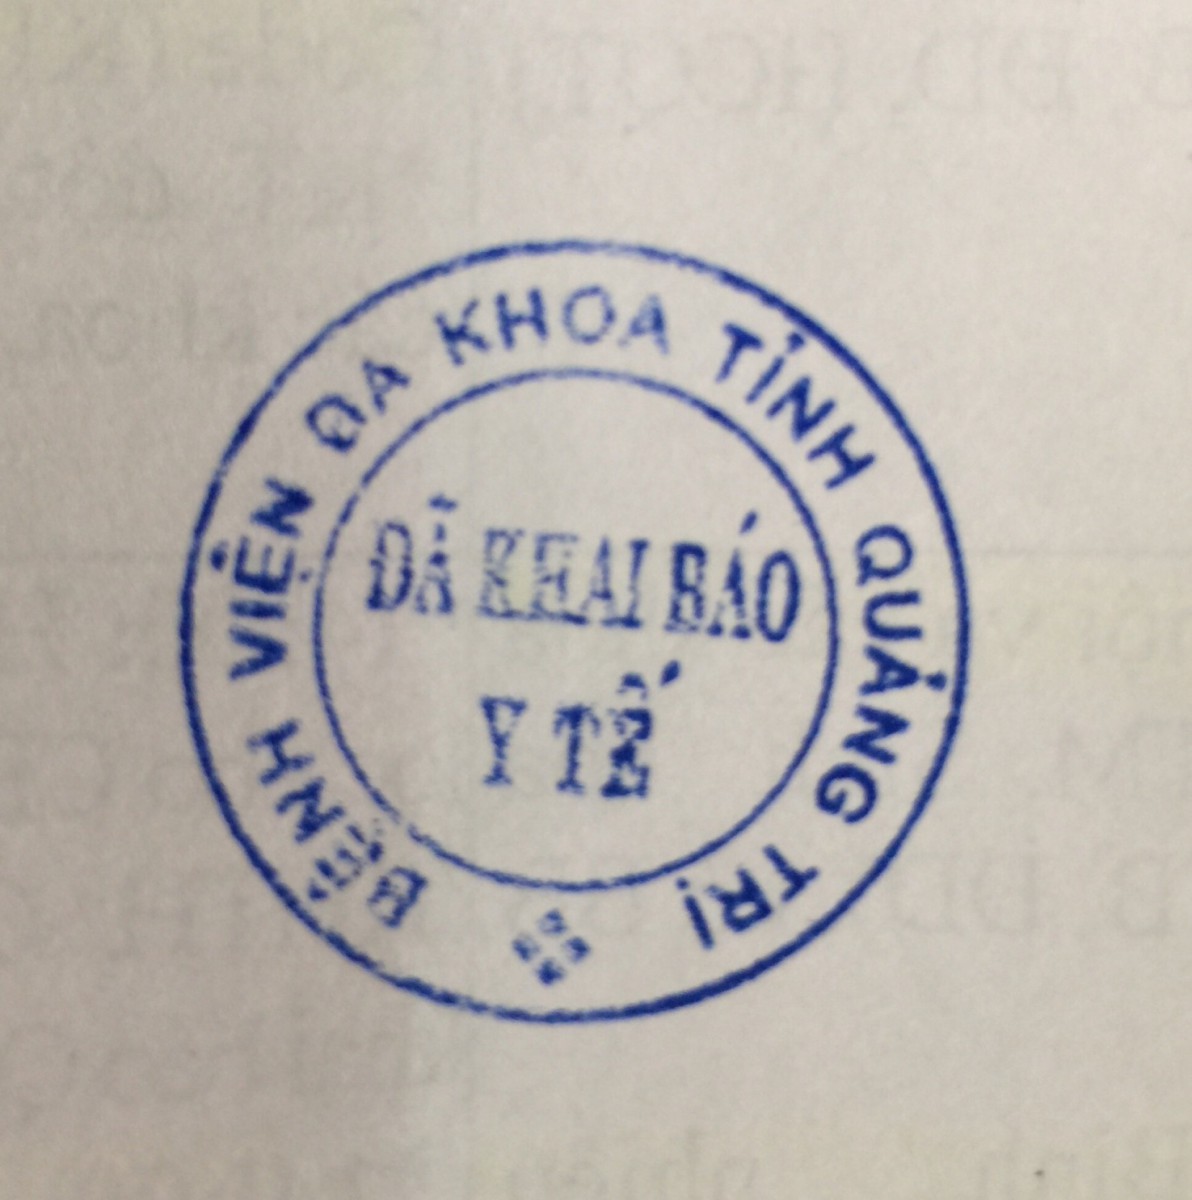 BỆNH VIỆN ĐA KHOA TỈNH QUẢNG TRỊ
ĐÃ KHAI BÁO
Y TẾ